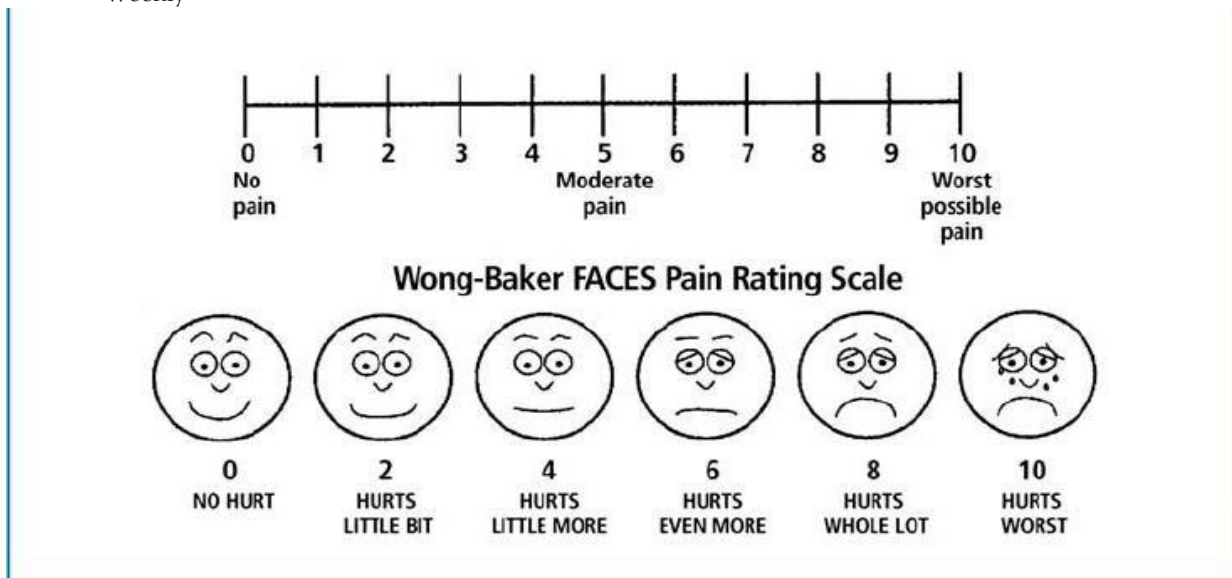 0 1 2 3 4 5 6 7 8 9 10
No Moderate Worst
pain pain possible
pain
Wong-Baker FACES Pain Rating Scale
0 2 4 6 8 10
NO HURT HURTS HURTS HURTS HURTS HURTS
LITTLE BIT LITTLE MORE EVEN MORE WHOLE LOT WORST